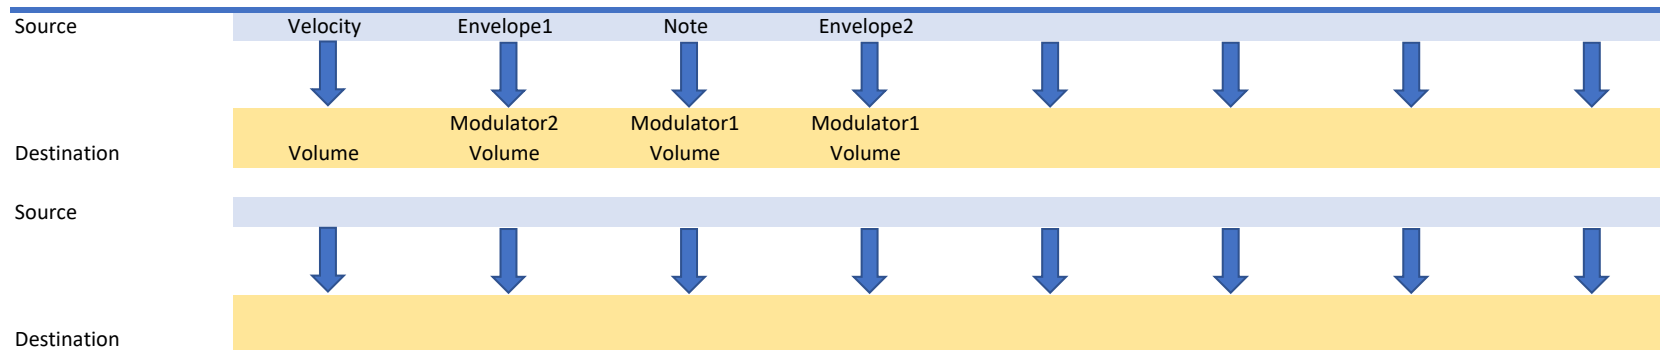 Source Velocity Envelope1 Note Envelope2
Modulator2 Modulator1 Modulator1
Destination Volume Volume Volume Volume
Source
Destination